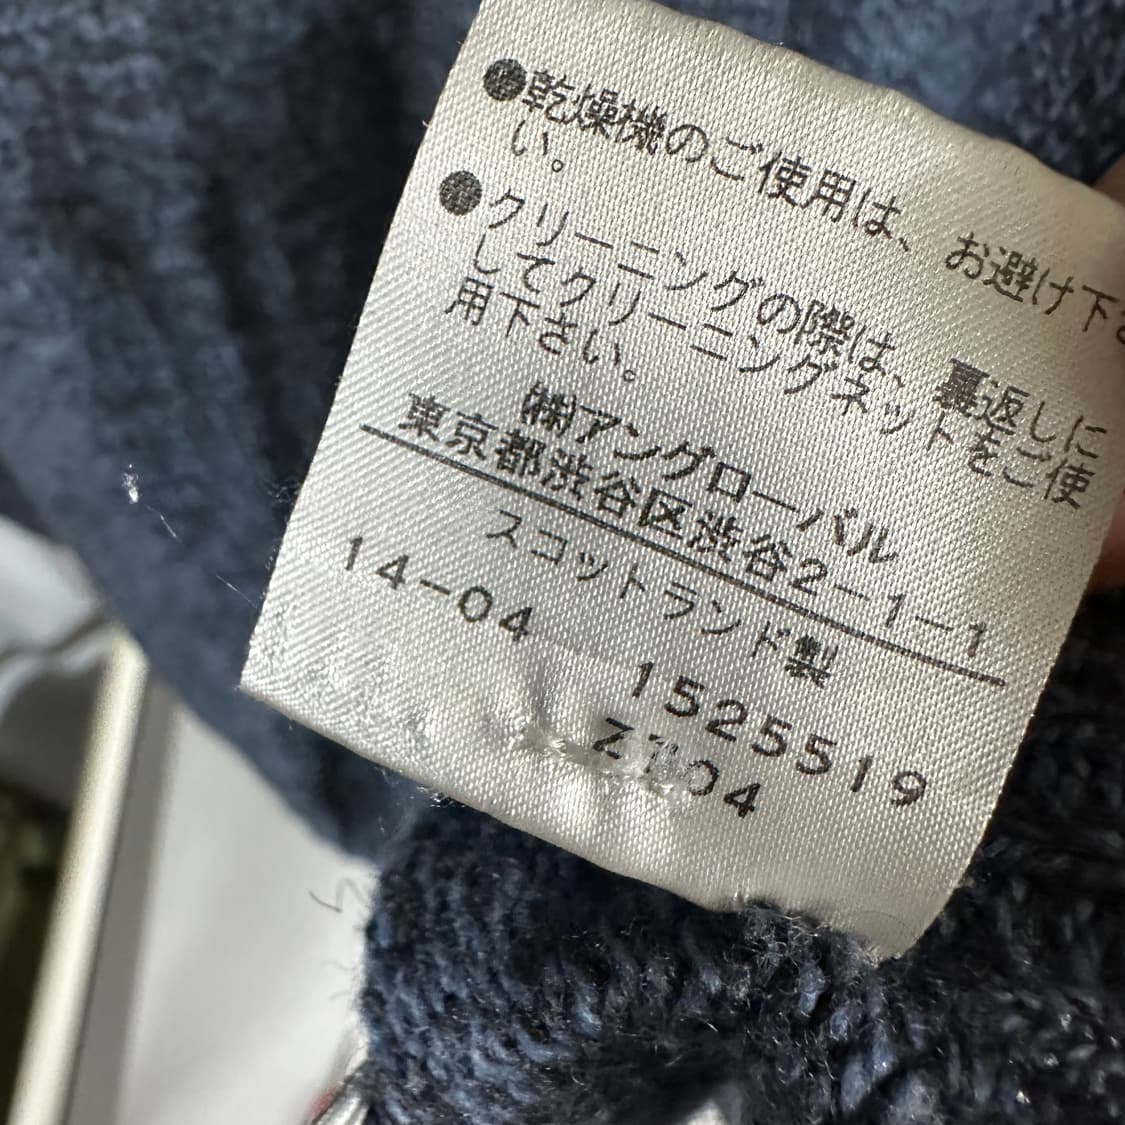 ●乾燥機のご使用は、お避け下さ
い。
●クリーニングの際は、裏返しに
してクリーニングネットをご使
用下さい。
㈱アングローバル
東京都渋谷区渋谷2-1-1
スコットランド製
14-04
1525519
04